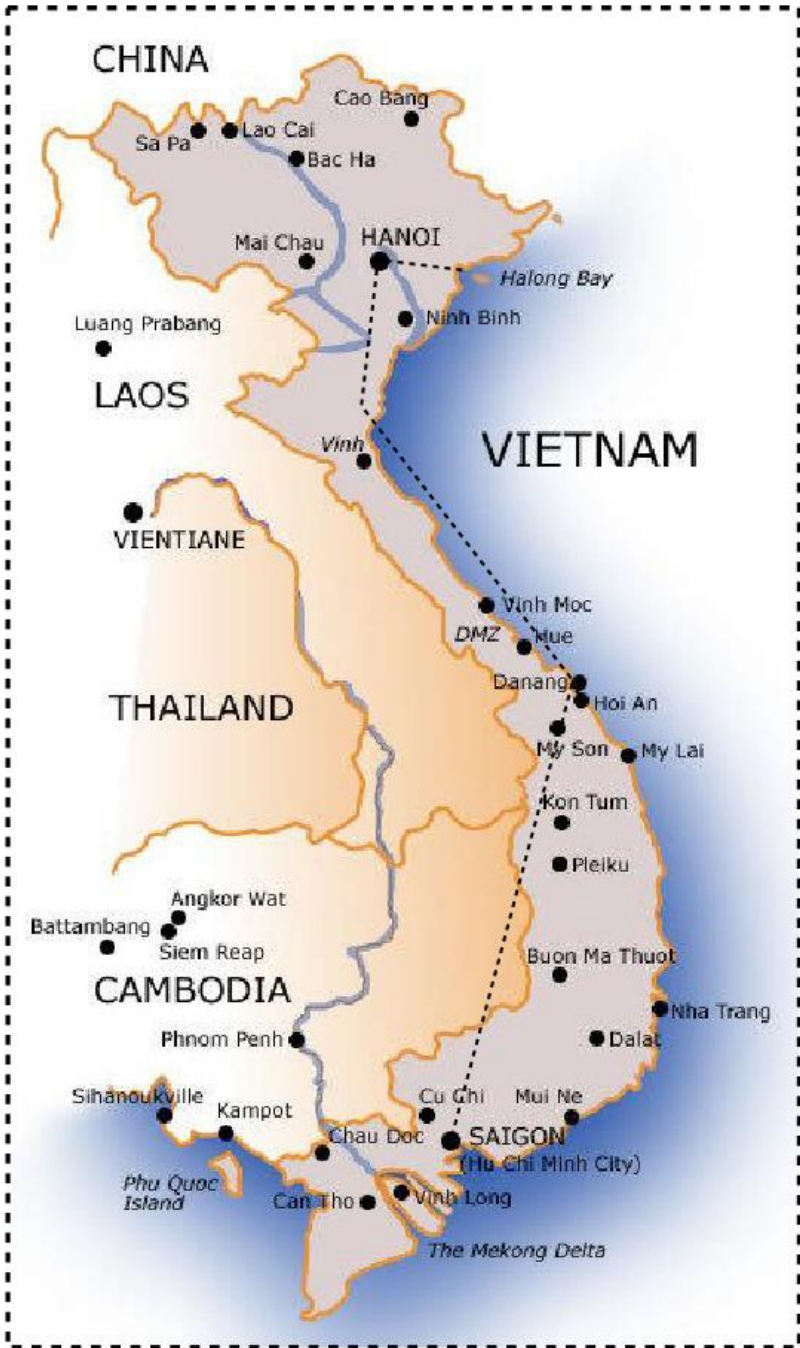 CHINA
Cao Bang
Sa Pa
Lao Cai
Bac Ha
Mai Chau
HANOI
Halong Bay
Luang Prabang
Ninh Binh
LAOS
Vinh
VIETNAM
VIENTIANE
Vinh Moc
DMZ
Hue
Danang
Hoi An
THAILAND
My Son
My Lai
Kon Tum
Pleiku
Angkor Wat
Battambang
Siem Reap
Buon Ma Thuot
CAMBODIA
Nha Trang
Phnom Penh
Dalat
Sihanoukville
Kampot
Cu Chi
Mui Ne
Chau Doc
SAIGON
(Hu Chi Minh City)
Phu Quoc
Island
Can Tho
Vinh Long
The Mekong Delta